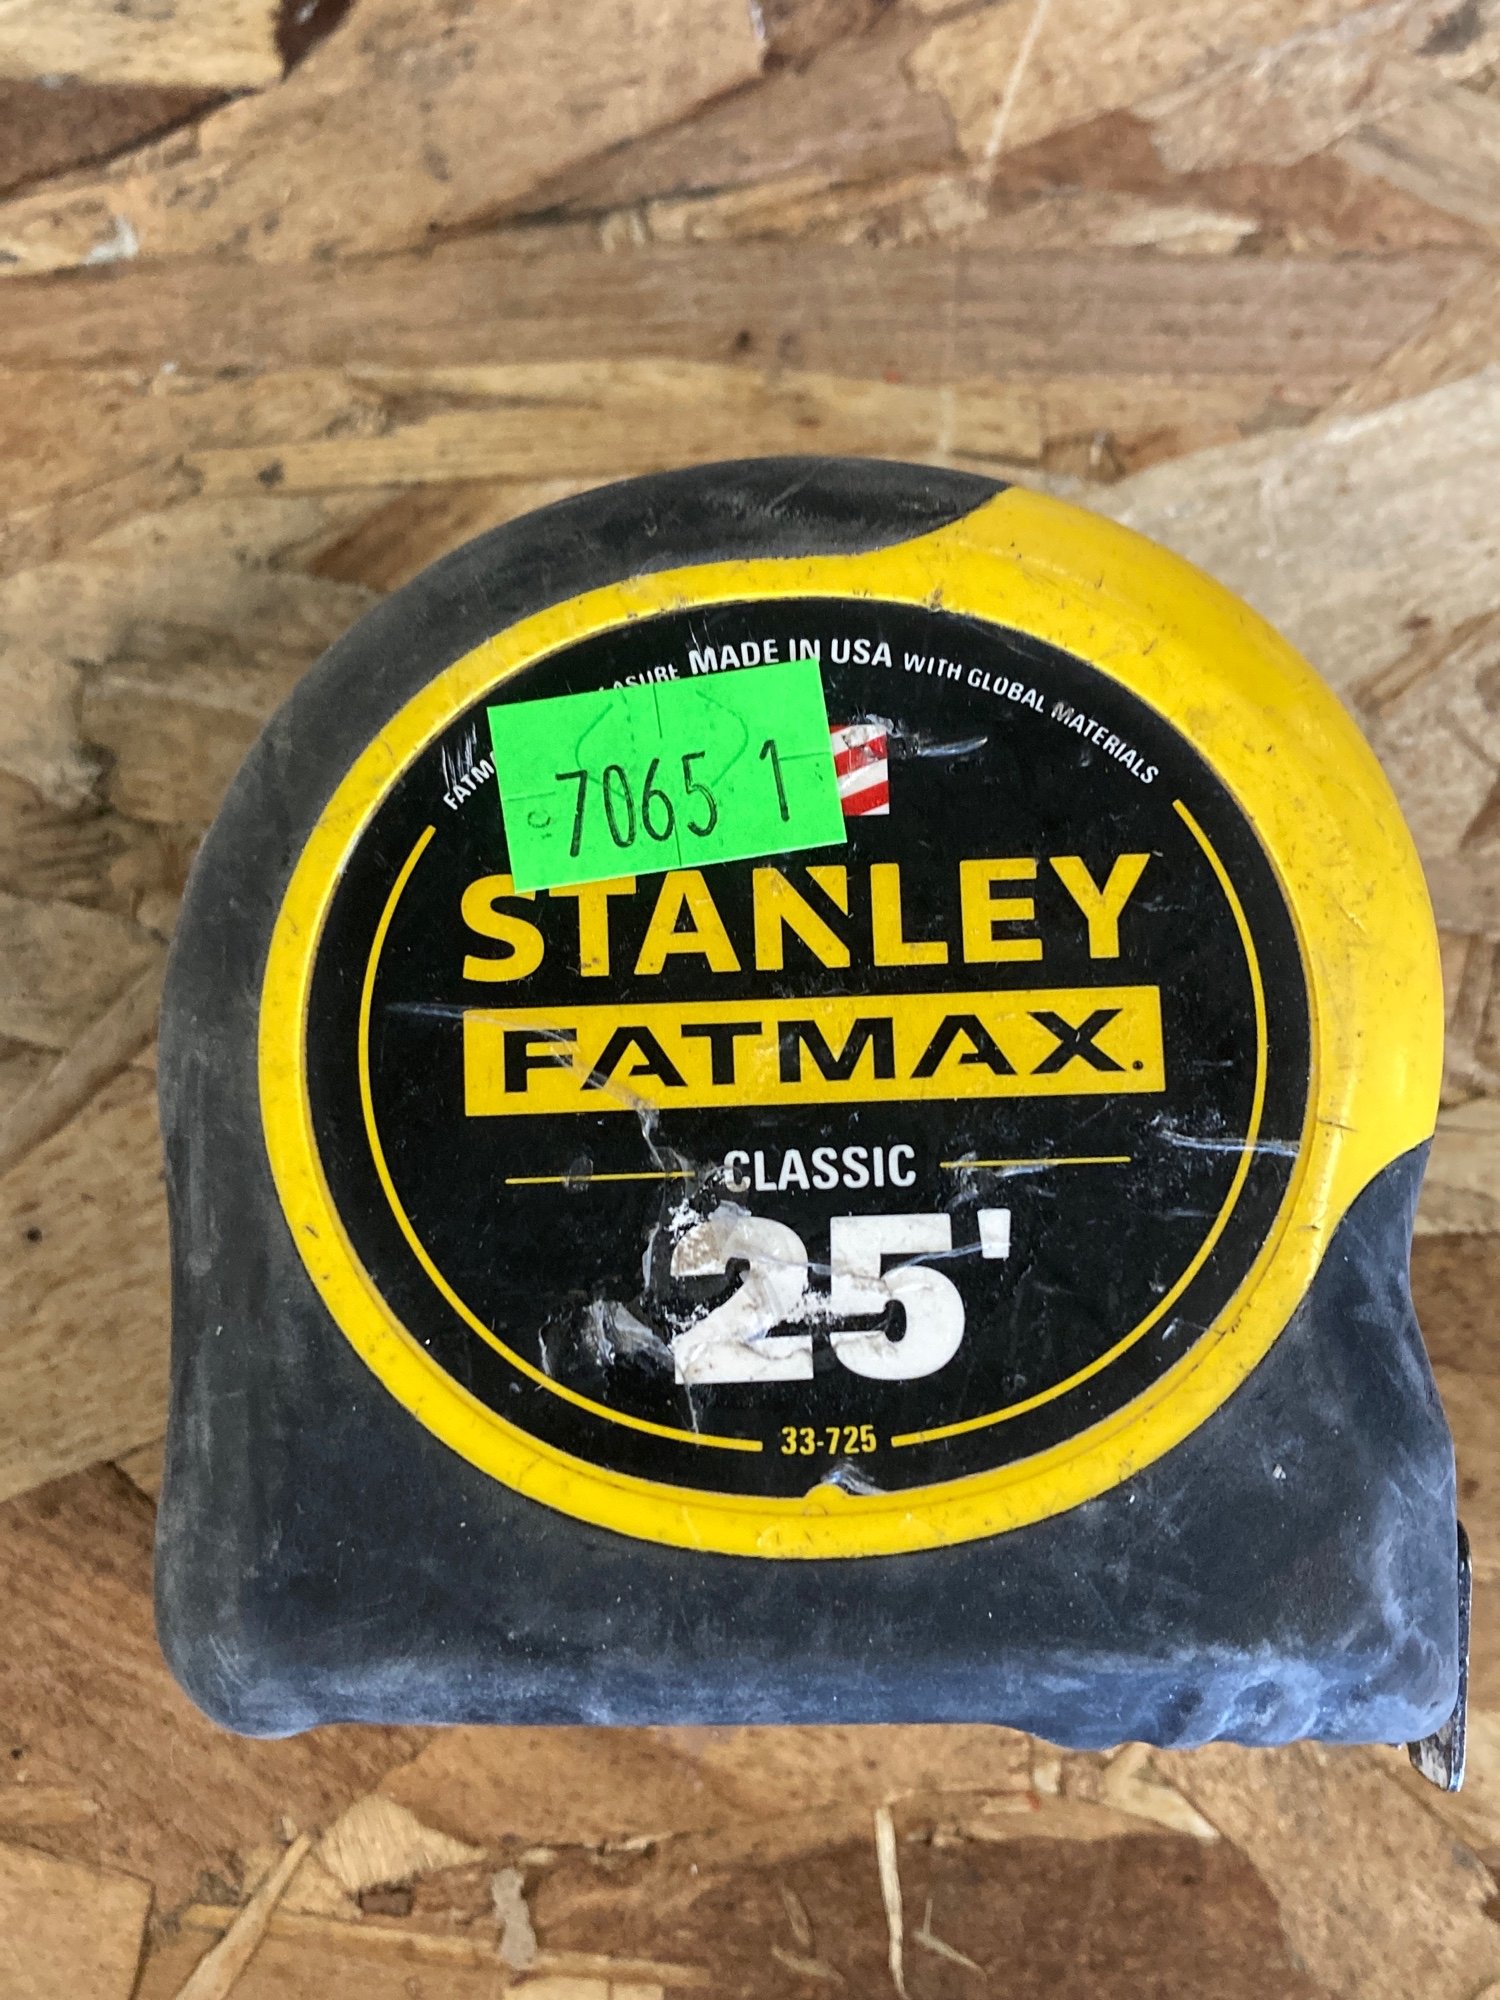 MADE IN USA WITH GLOBAL MATERIALS
7065 1
STANLEY
FATMAX.
CLASSIC
25'
33-725